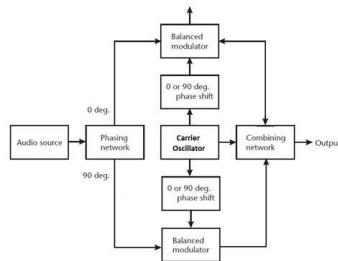 Balanced
modulator
0 or 90 deg.
phase shift
0 deg.
Audio source
Phasing
network
Carrier
Oscillator
Combining
network
Outpu
90 deg.
0 or 90 deg.
phase shift
Balanced
modulator